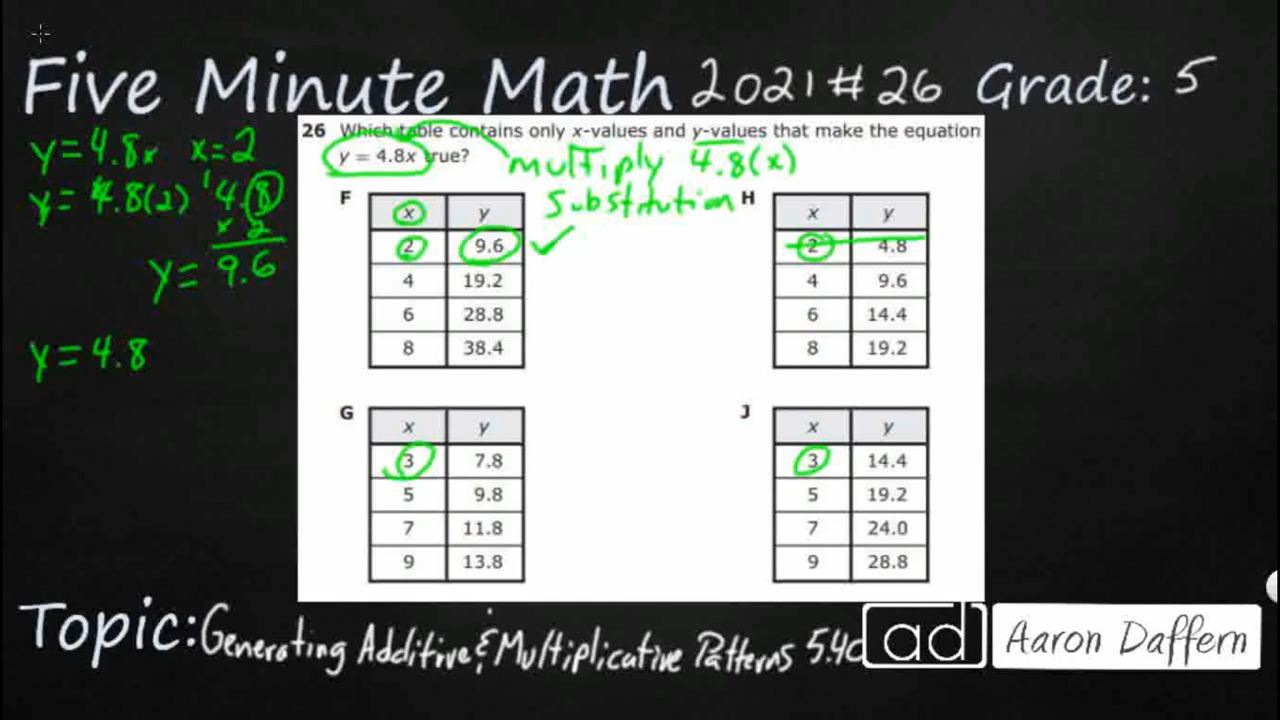 Five Minute Math 2021 # 26 Grade: 5
y = 4.8x x = 2
y = 4.8(2)
1
4.8
x 2
y = 9.6
y = 4.8
26 Which table contains only x-values and y-values that make the equation
y = 4.8x true?
multiply 4.8(x)
Substitution
F
x y
2 9.6
4 19.2
6 28.8
8 38.4
H
x y
2 4.8
4 9.6
6 14.4
8 19.2
G
x y
3 7.8
5 9.8
7 11.8
9 13.8
J
x y
3 14.4
5 19.2
7 24.0
9 28.8
Topic: Generating Additive & Multiplicative Patterns 5.4C
ad Aaron Daffern